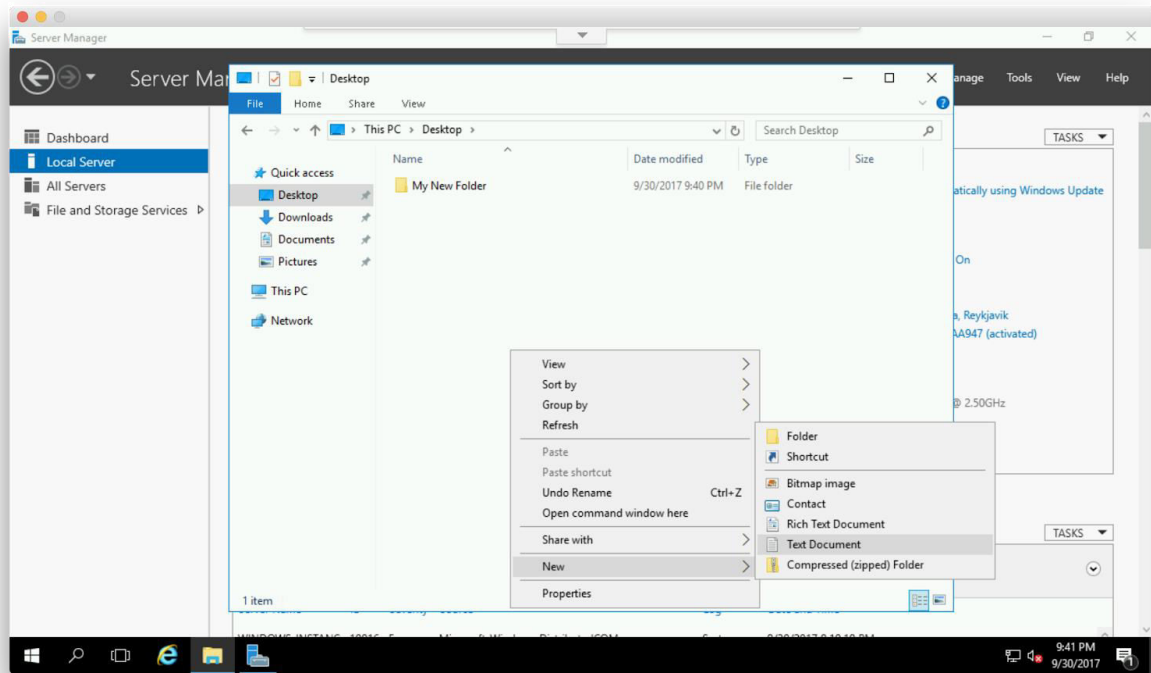 Server Manager
Server Mar
anage Tools View Help
Desktop
File Home Share View
This PC > Desktop >
Search Desktop
Dashboard
Local Server
All Servers
File and Storage Services
TASKS
Quick access
Desktop
Downloads
Documents
Pictures
This PC
Network
Name Date modified Type Size
My New Folder 9/30/2017 9:40 PM File folder
atically using Windows Update
On
a, Reykjavik
AA947 (activated)
@ 2.50GHz
View
Sort by
Group by
Refresh
Paste
Paste shortcut
Undo Rename Ctrl+Z
Open command window here
Share with
New
Properties
Folder
Shortcut
Bitmap image
Contact
Rich Text Document
Text Document
Compressed (zipped) Folder
TASKS
1 item
9:41 PM
9/30/2017
1